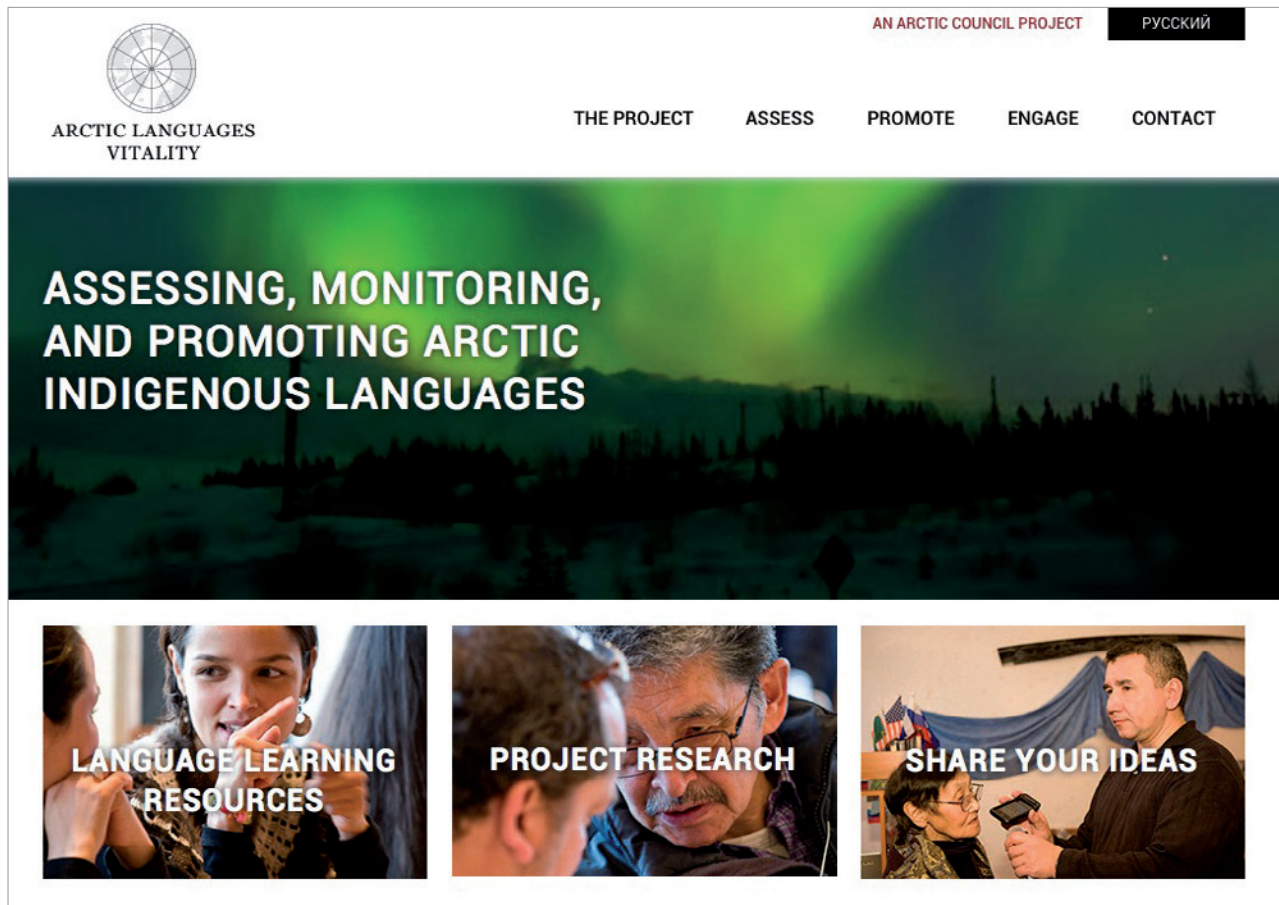 AN ARCTIC COUNCIL PROJECT
РУССКИЙ
ARCTIC LANGUAGES
VITALITY
THE PROJECT
ASSESS
PROMOTE
ENGAGE
CONTACT
ASSESSING, MONITORING,
AND PROMOTING ARCTIC
INDIGENOUS LANGUAGES
LANGUAGE LEARNING
RESOURCES
PROJECT RESEARCH
SHARE YOUR IDEAS